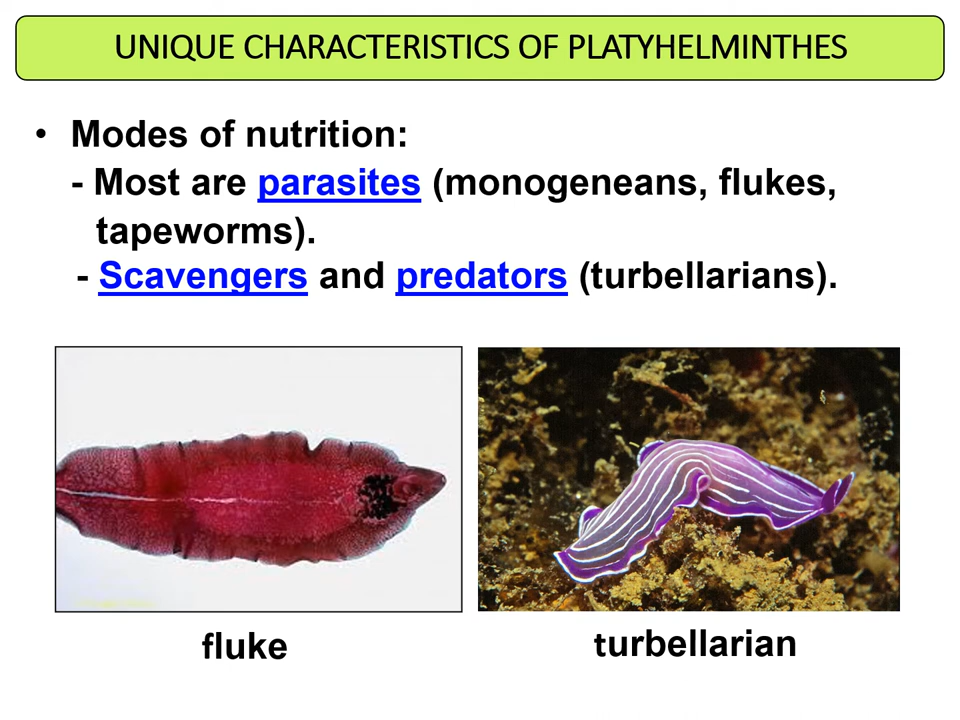 UNIQUE CHARACTERISTICS OF PLATYHELMINTHES
• Modes of nutrition:
- Most are parasites (monogeneans, flukes,
tapeworms).
- Scavengers and predators (turbellarians).
fluke
turbellarian